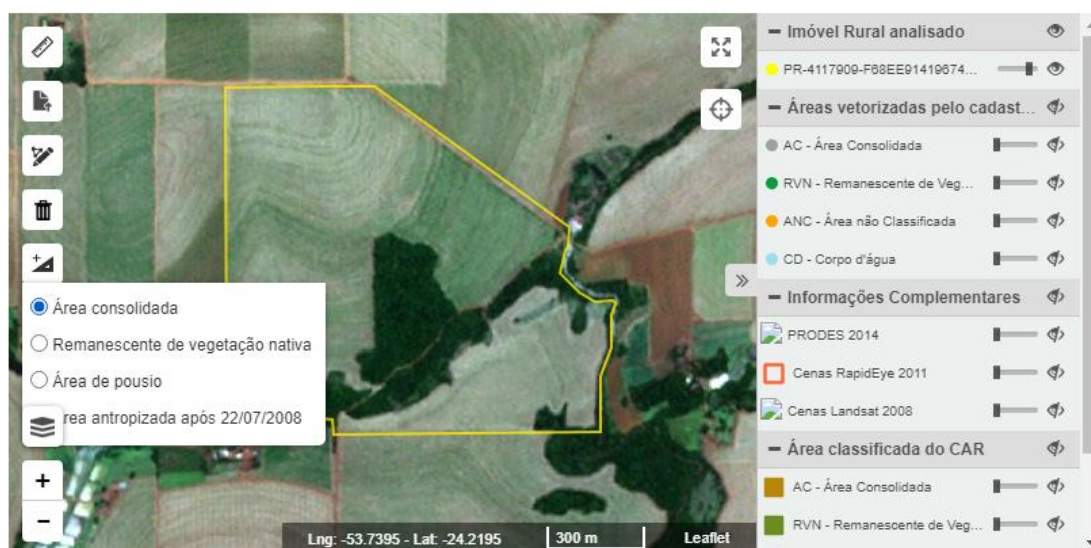 Imóvel Rural analisado
PR-4117909-F68EE91419674...
Áreas vetorizadas pelo cadast...
AC - Área Consolidada
RVN - Remanescente de Veg...
ANC - Área não Classificada
CD - Corpo d'água
Informações Complementares
PRODES 2014
Cenas RapidEye 2011
Cenas Landsat 2008
Área classificada do CAR
AC - Área Consolidada
RVN - Remanescente de Veg...
Área consolidada
Remanescente de vegetação nativa
Área de pousio
rea antropizada após 22/07/2008
+
−
Lng: -53.7395 - Lat: -24.2195
300 m
Leaflet